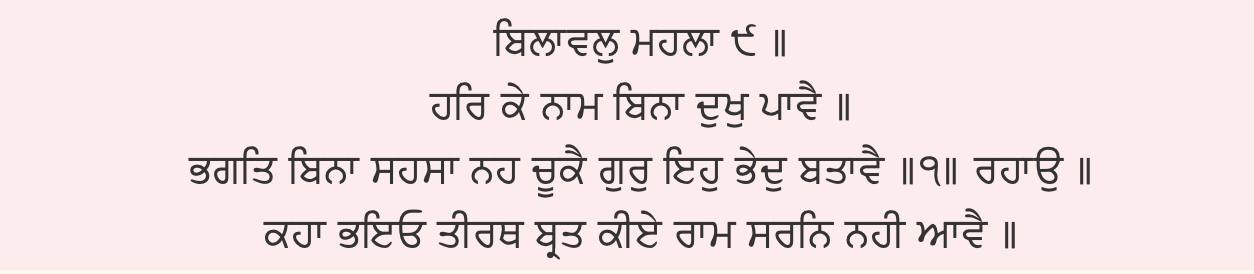 ਬਿਲਾਵਲੁ ਮਹਲਾ ੯ ॥
ਹਰਿ ਕੇ ਨਾਮ ਬਿਨਾ ਦੁਖੁ ਪਾਵੈ ॥
ਭਗਤਿ ਬਿਨਾ ਸਹਸਾ ਨਹ ਚੂਕੈ ਗੁਰੁ ਇਹੁ ਭੇਦੁ ਬਤਾਵੈ ॥੧॥ ਰਹਾਉ ॥
ਕਹਾ ਭਇਓ ਤੀਰਥ ਬ੍ਰਤ ਕੀਏ ਰਾਮ ਸਰਨਿ ਨਹੀ ਆਵੈ ॥